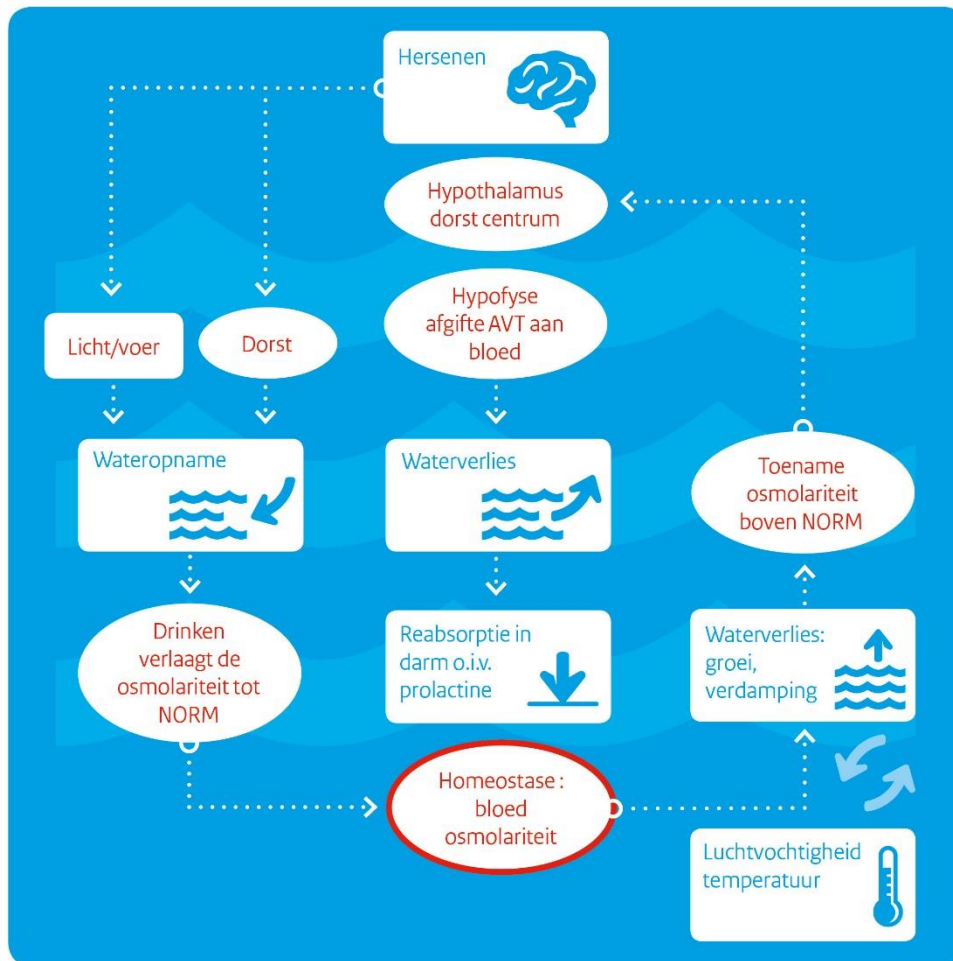 Hersenen
Hypothalamus
dorst centrum
Hypofyse
afgifte AVT aan
bloed
Licht/voer
Dorst
Wateropname
Waterverlies
Toename
osmolariteit
boven NORM
Drinken
verlaagt de
osmolariteit tot
NORM
Reabsorptie in
darm o.i.v.
prolactine
Waterverlies:
groei,
verdamping
Homeostase :
bloed
osmolariteit
Luchtvochtigheid
temperatuur